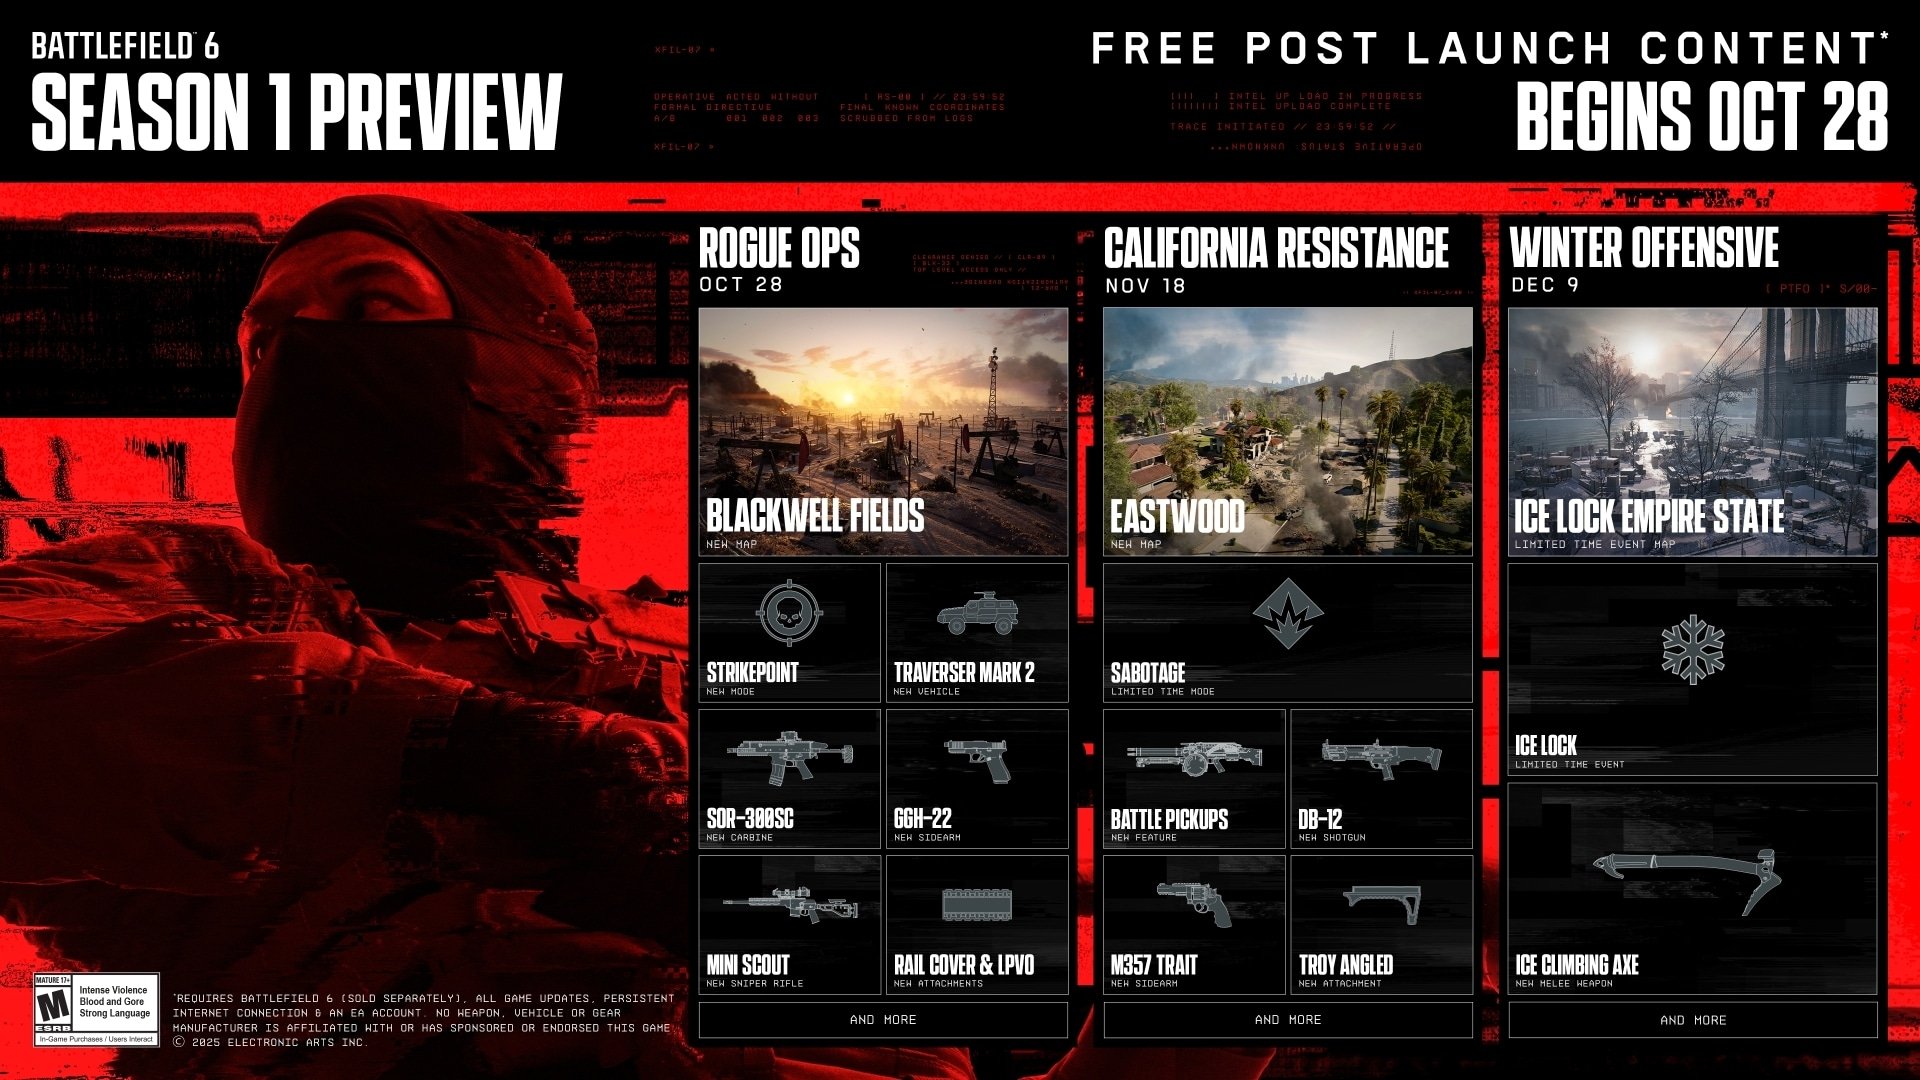 BATTLEFIELD 6
SEASON 1 PREVIEW
FREE POST LAUNCH CONTENT*
BEGINS OCT 28
XFIL-07
OPERATIVE ACTED WITHOUT
FORMAL DIRECTIVE
A/B 001 002 003
[ RS-00 ] // 23:59:52
FINAL KNOWN COORDINATES
SCRUBBED FROM LOGS
XFIL-07
INTEL UP LOAD IN PROGRESS
INTEL UPLOAD COMPLETE
TRACE INITIATED // 23:59:52 //
OPERATIVE STATUS: UNKNOWN...
ROGUE OPS
OCT 28
TOP LEVEL ACCESS ONLY //
BLACKWELL FIELDS
NEW MAP
STRIKEPOINT
NEW MODE
TRAVERSER MARK 2
NEW VEHICLE
SOR-300SC
NEW CARBINE
GGH-22
NEW SIDEARM
MINI SCOUT
NEW SNIPER RIFLE
RAIL COVER & LPVO
NEW ATTACHMENTS
AND MORE
CALIFORNIA RESISTANCE
NOV 18
EASTWOOD
NEW MAP
SABOTAGE
LIMITED TIME MODE
BATTLE PICKUPS
NEW FEATURE
DB-12
NEW SHOTGUN
M357 TRAIT
NEW SIDEARM
TROY ANGLED
NEW ATTACHMENT
AND MORE
WINTER OFFENSIVE
DEC 9
[ PTFO ]* S/00-
ICE LOCK EMPIRE STATE
LIMITED TIME EVENT MAP
ICE LOCK
LIMITED TIME EVENT
ICE CLIMBING AXE
NEW MELEE WEAPON
AND MORE
MATURE 17+
M
ESRB
Intense Violence
Blood and Gore
Strong Language
In-Game Purchases / Users Interact
*REQUIRES BATTLEFIELD 6 (SOLD SEPARATELY), ALL GAME UPDATES, PERSISTENT
INTERNET CONNECTION & AN EA ACCOUNT. NO WEAPON, VEHICLE OR GEAR
MANUFACTURER IS AFFILIATED WITH OR HAS SPONSORED OR ENDORSED THIS GAME
© 2025 ELECTRONIC ARTS INC.